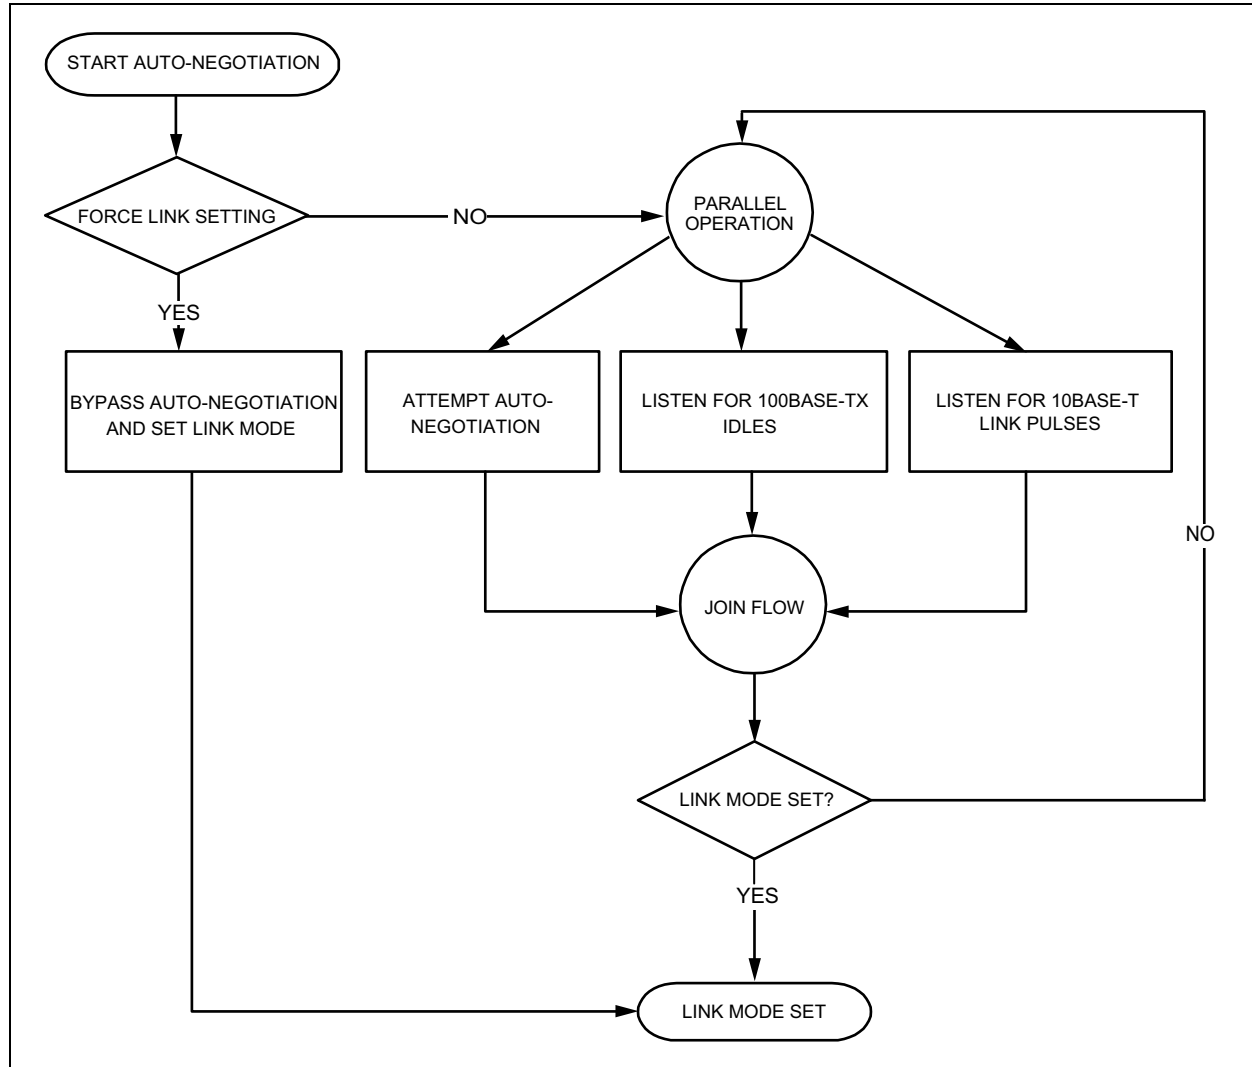 START AUTO-NEGOTIATION
FORCE LINK SETTING
NO
PARALLEL
OPERATION
YES
BYPASS AUTO-NEGOTIATION
AND SET LINK MODE
ATTEMPT AUTO-
NEGOTIATION
LISTEN FOR 100BASE-TX
IDLES
LISTEN FOR 10BASE-T
LINK PULSES
NO
JOIN FLOW
LINK MODE SET?
YES
LINK MODE SET